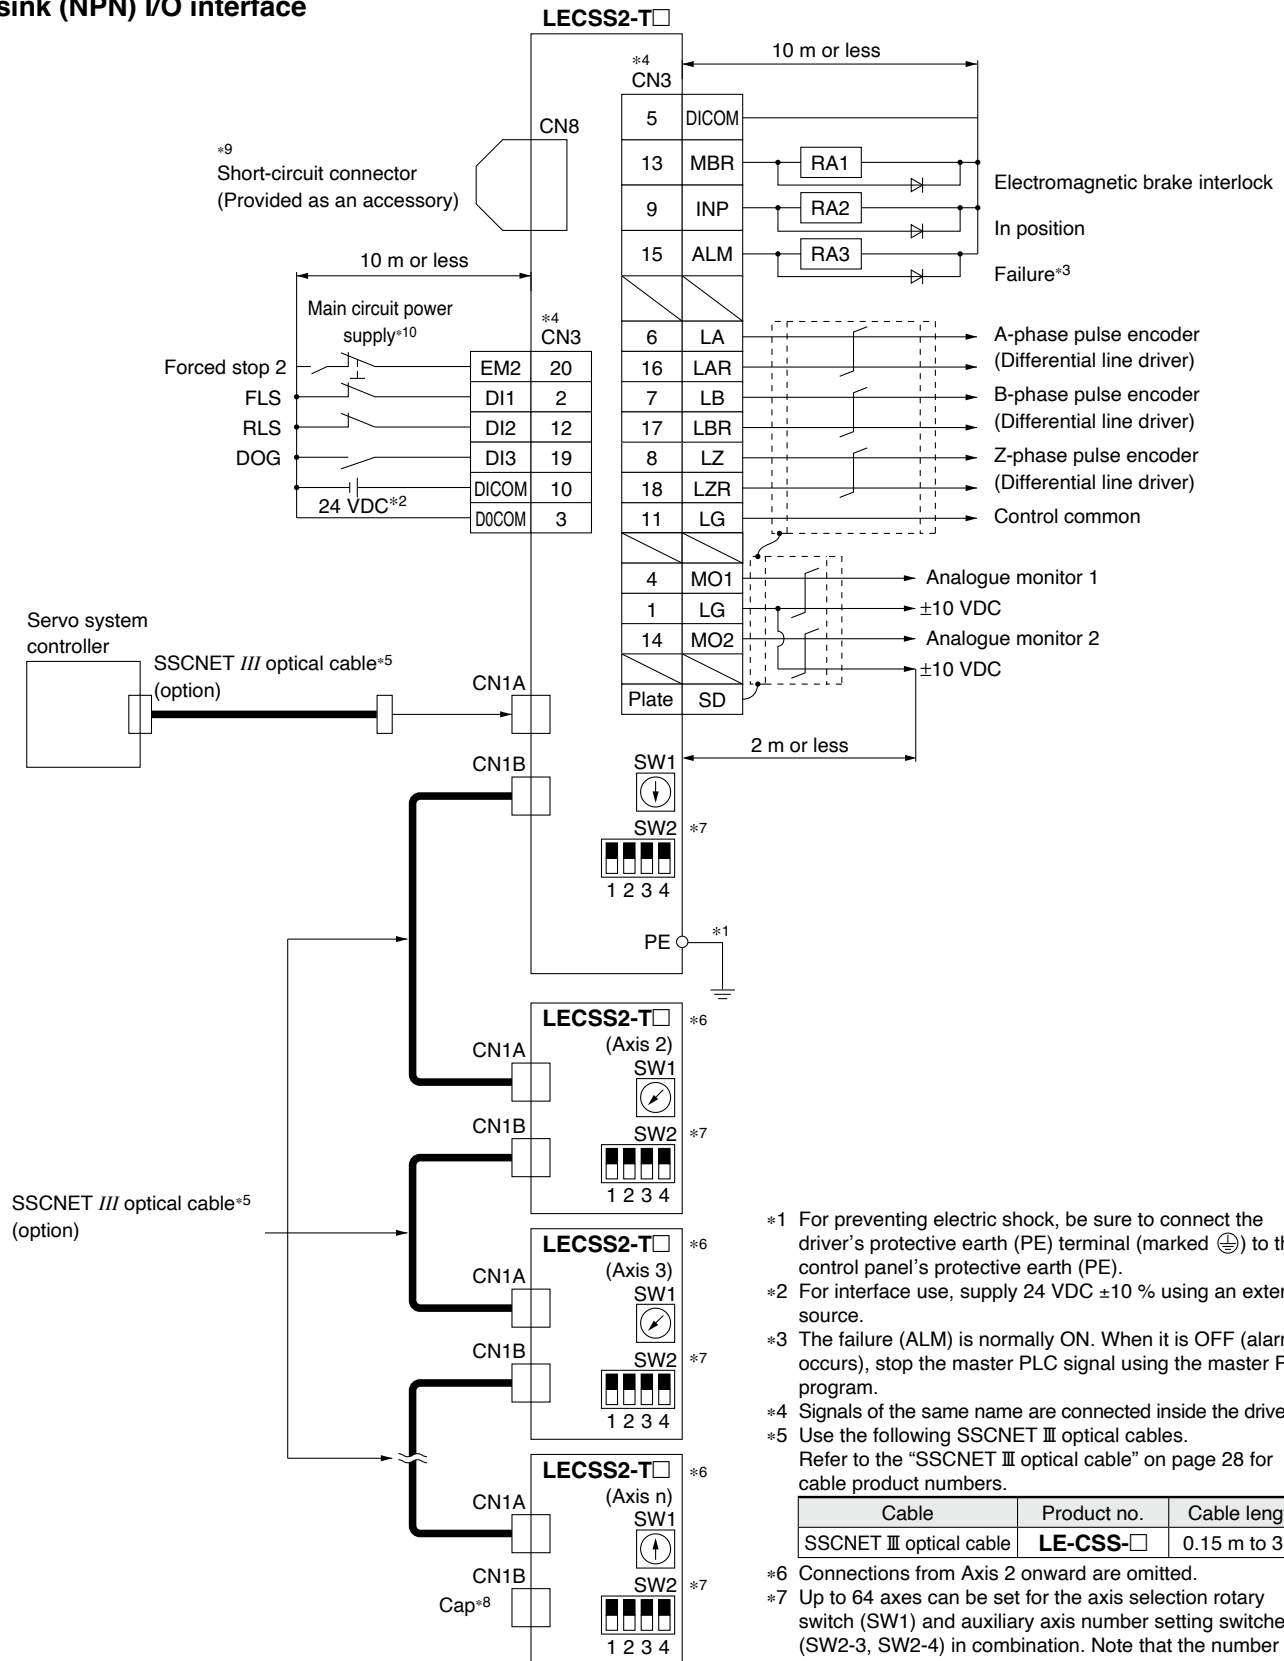 sink (NPN) I/O interface
LECSS2-T□
*4
CN3
10 m or less
5 DICOM
13 MBR RA1
Electromagnetic brake interlock
9 INP RA2
In position
15 ALM RA3
Failure*3
CN8
*9
Short-circuit connector
(Provided as an accessory)
10 m or less
Main circuit power
supply*10
*4
CN3
Forced stop 2 EM2 20
FLS DI1 2
RLS DI2 12
DOG DI3 19
24 VDC*2 DICOM 10
D0COM 3
6 LA A-phase pulse encoder
16 LAR (Differential line driver)
7 LB B-phase pulse encoder
17 LBR (Differential line driver)
8 LZ Z-phase pulse encoder
18 LZR (Differential line driver)
11 LG Control common
4 MO1 Analogue monitor 1
1 LG ±10 VDC
14 MO2 Analogue monitor 2
±10 VDC
Plate SD
2 m or less
Servo system
controller
SSCNET III optical cable*5
(option)
CN1A
CN1B
SW1
SW2 *7
1 2 3 4
PE *1
LECSS2-T□ *6
(Axis 2)
CN1A
SW1
CN1B
SW2 *7
1 2 3 4
SSCNET III optical cable*5
(option)
LECSS2-T□ *6
(Axis 3)
CN1A
SW1
CN1B
SW2 *7
1 2 3 4
LECSS2-T□ *6
(Axis n)
CN1A
SW1
CN1B
Cap*8
SW2 *7
1 2 3 4
*1 For preventing electric shock, be sure to connect the
driver's protective earth (PE) terminal (marked ⏚) to
control panel's protective earth (PE).
*2 For interface use, supply 24 VDC ±10 % using an
source.
*3 The failure (ALM) is normally ON. When it is OFF
occurs), stop the master PLC signal using the master
program.
*4 Signals of the same name are connected inside the
*5 Use the following SSCNET Ⅲ optical cables.
Refer to the "SSCNET Ⅲ optical cable" on page 28 for
cable product numbers.
Cable Product no. Cable
SSCNET Ⅲ optical cable LE-CSS-□ 0.15 m to
*6 Connections from Axis 2 onward are omitted.
*7 Up to 64 axes can be set for the axis selection rotary
switch (SW1) and auxiliary axis number setting
(SW2-3, SW2-4) in combination. Note that the number